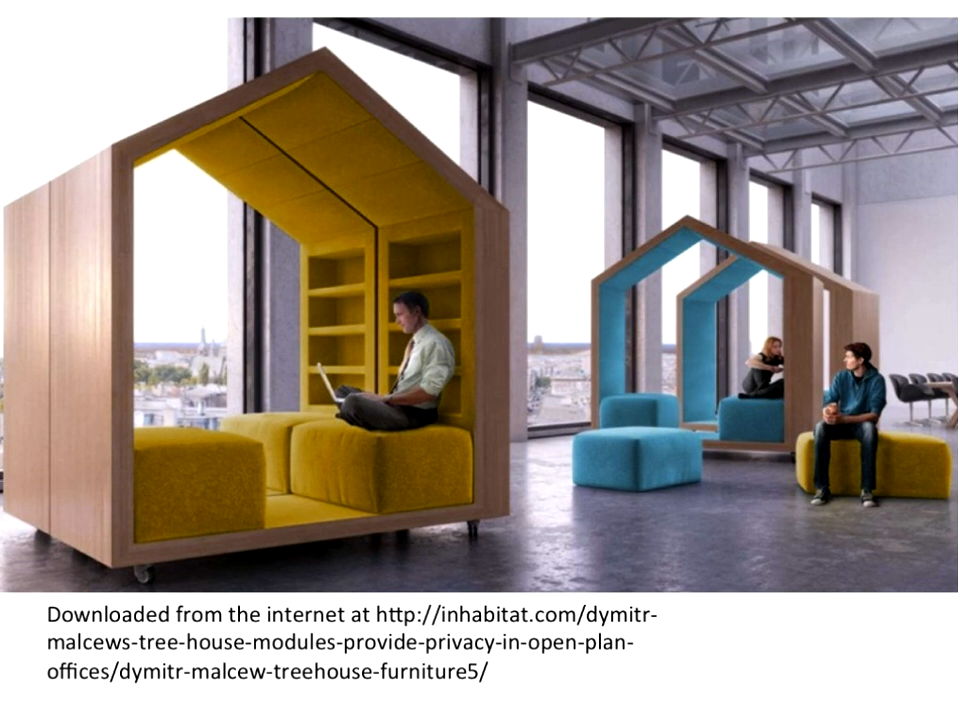 Downloaded from the internet at http://inhabitat.com/dymitr-
malcews-tree-house-modules-provide-privacy-in-open-plan-
offices/dymitr-malcew-treehouse-furniture5/